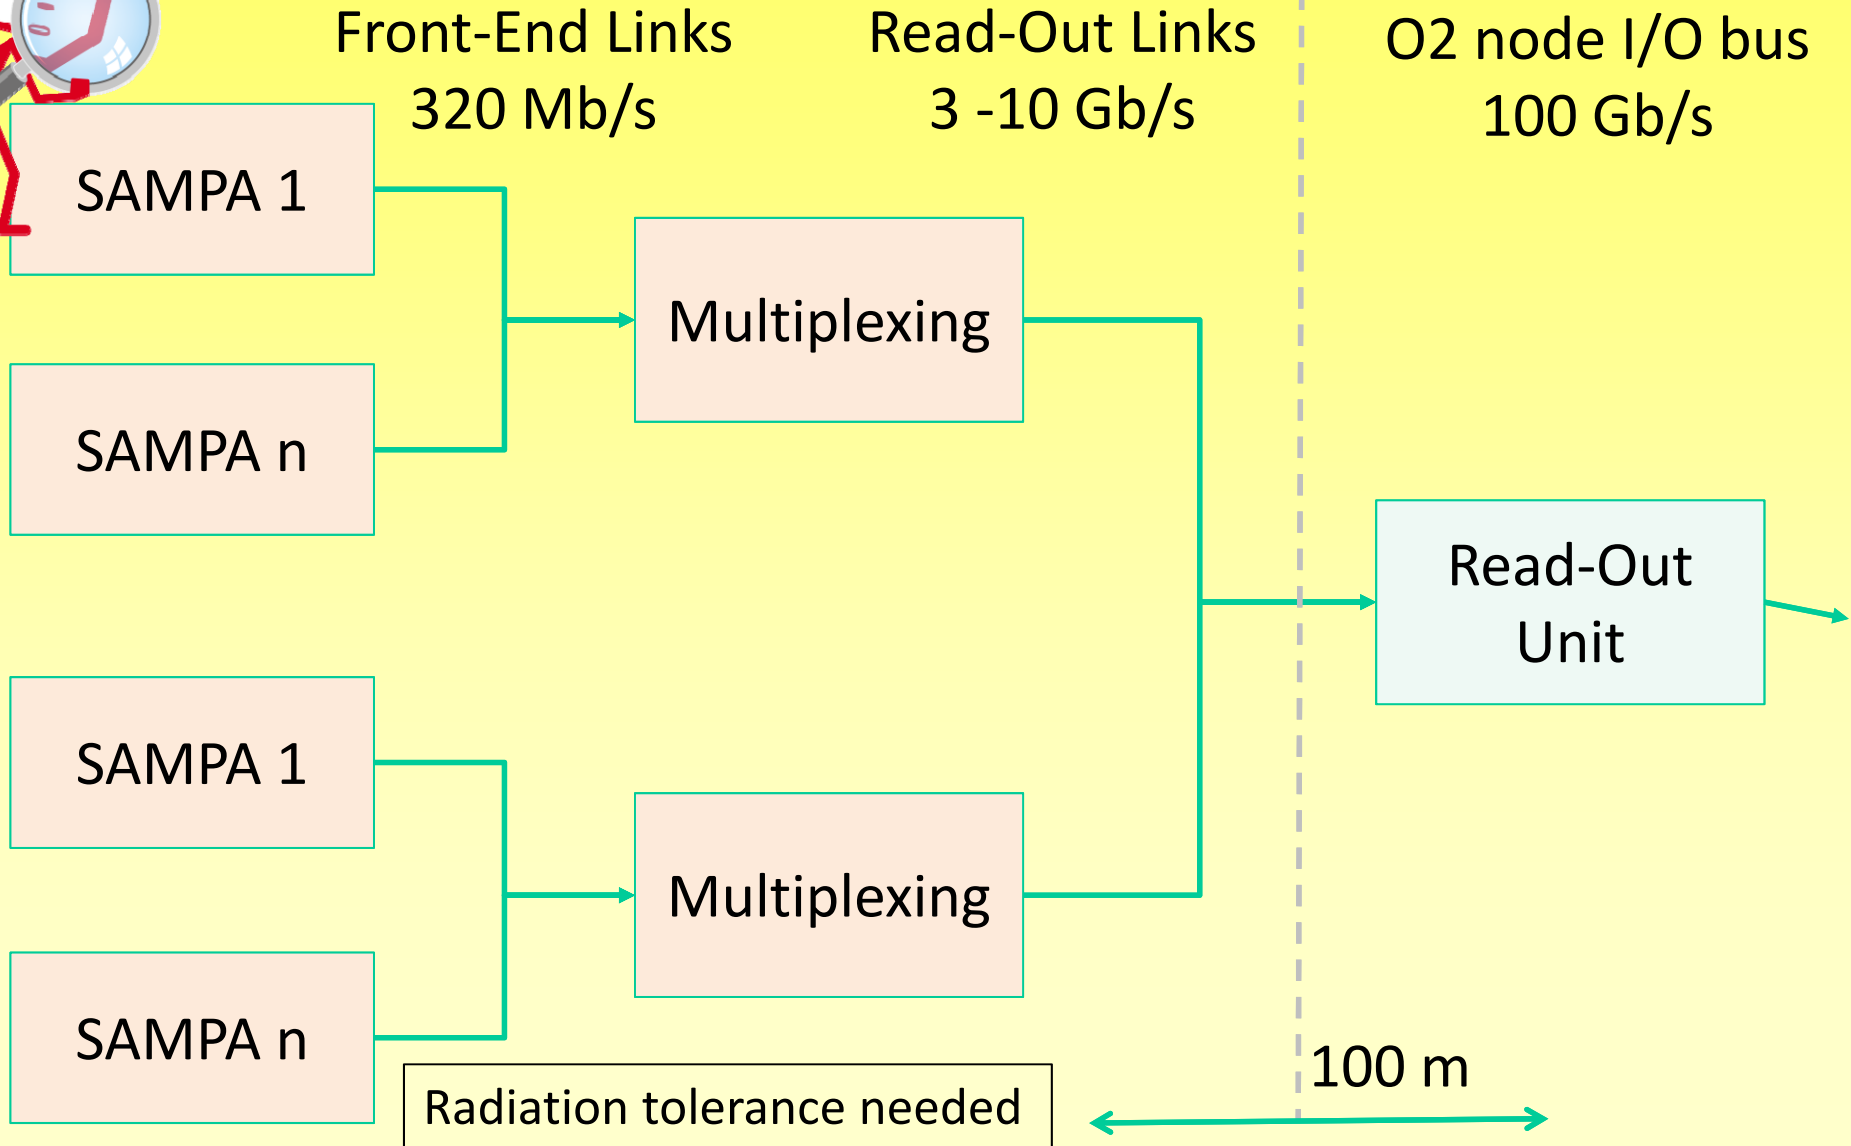 Front-End Links
320 Mb/s
Read-Out Links
3 -10 Gb/s
O2 node I/O bus
100 Gb/s
SAMPA 1
Multiplexing
SAMPA n
Read-Out
Unit
SAMPA 1
Multiplexing
SAMPA n
100 m
Radiation tolerance needed